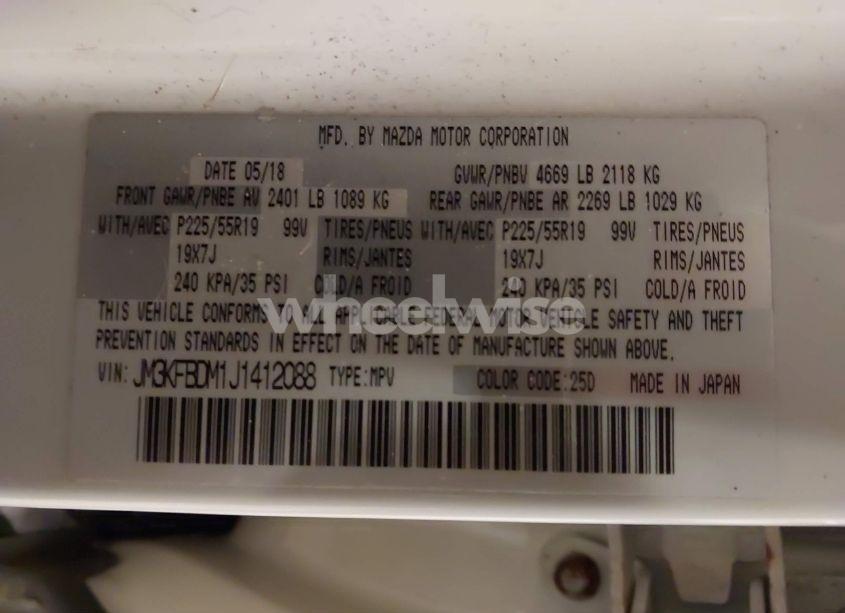 MFD. BY MAZDA MOTOR CORPORATION
DATE 05/18 GVWR/PNBV 4669 LB 2118 KG
FRONT GAWR/PNBE AV 2401 LB 1089 KG REAR GAWR/PNBE AR 2269 LB 1029 KG
WITH/AVEC P225/55R19 99V TIRES/PNEUS WITH/AVEC P225/55R19 99V TIRES/PNEUS
19X7J RIMS/JANTES 19X7J RIMS/JANTES
240 KPA/35 PSI COLD/A FROID 240 KPA/35 PSI COLD/A FROID
wheelwise
THIS VEHICLE CONFORMS TO ALL APPLICABLE FEDERAL MOTOR VEHICLE SAFETY AND THEFT
PREVENTION STANDARDS IN EFFECT ON THE DATE OF MANUFACTURE SHOWN ABOVE.
VIN: JM3KFBDM1J1412088 TYPE:MPV COLOR CODE:25D MADE IN JAPAN